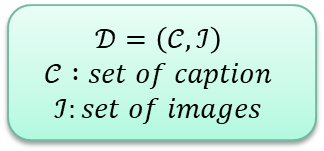 𝒟 = (𝒞, ℐ)
𝒞 : set of caption
ℐ: set of images